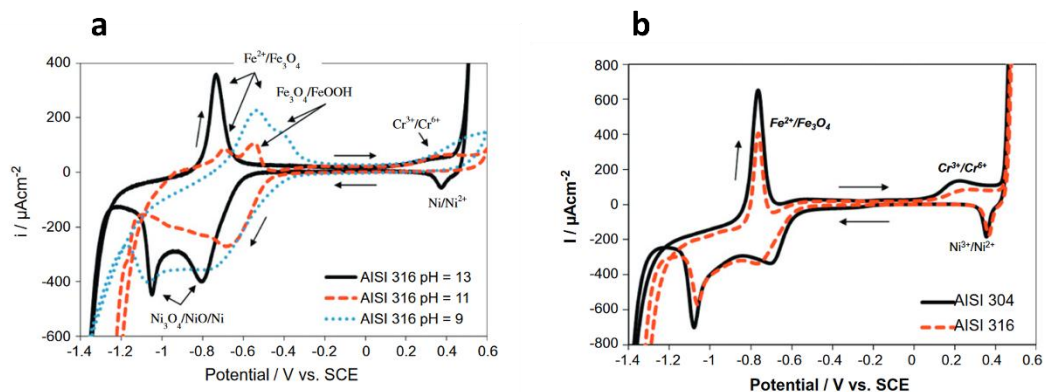 a
400
200
0
-200
-400
-600
i / µAcm⁻²
Fe²⁺/Fe₃O₄
Fe₃O₄/FeOOH
Cr³⁺/Cr⁶⁺
Ni/Ni²⁺
Ni₃O₄/NiO/Ni
AISI 316 pH = 13
AISI 316 pH = 11
AISI 316 pH = 9
-1.4 -1.2 -1 -0.8 -0.6 -0.4 -0.2 0 0.2 0.4 0.6
Potential / V vs. SCE
b
800
600
400
200
0
-200
-400
-600
-800
I / µAcm⁻²
Fe²⁺/Fe₃O₄
Cr³⁺/Cr⁶⁺
Ni³⁺/Ni²⁺
AISI 304
AISI 316
-1.4 -1.2 -1 -0.8 -0.6 -0.4 -0.2 0 0.2 0.4 0.6
Potential / V vs. SCE